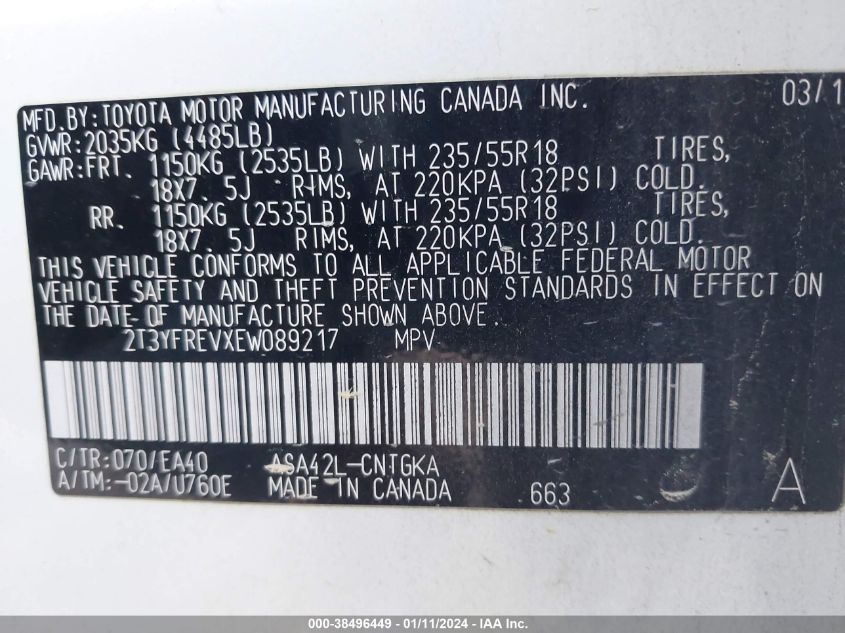 MFD.BY:TOYOTA MOTOR MANUFACTURING CANADA INC. 03/1
GVWR:2035KG (4485LB)
GAWR:FRT. 1150KG (2535LB) WITH 235/55R18 TIRES,
18X7.5J RIMS, AT 220KPA (32PSI) COLD.
RR. 1150KG (2535LB) WITH 235/55R18 TIRES,
18X7.5J RIMS, AT 220KPA (32PSI) COLD.
THIS VEHICLE CONFORMS TO ALL APPLICABLE FEDERAL MOTOR
VEHICLE SAFETY AND THEFT PREVENTION STANDARDS IN EFFECT ON
THE DATE OF MANUFACTURE SHOWN ABOVE.
2T3YFREVXEW089217 MPV
C/TR:070/EA40 ASA42L-CNTGKA
A/TM:-02A/U760E MADE IN CANADA 663 A
000-38496449 - 01/11/2024 - IAA Inc.